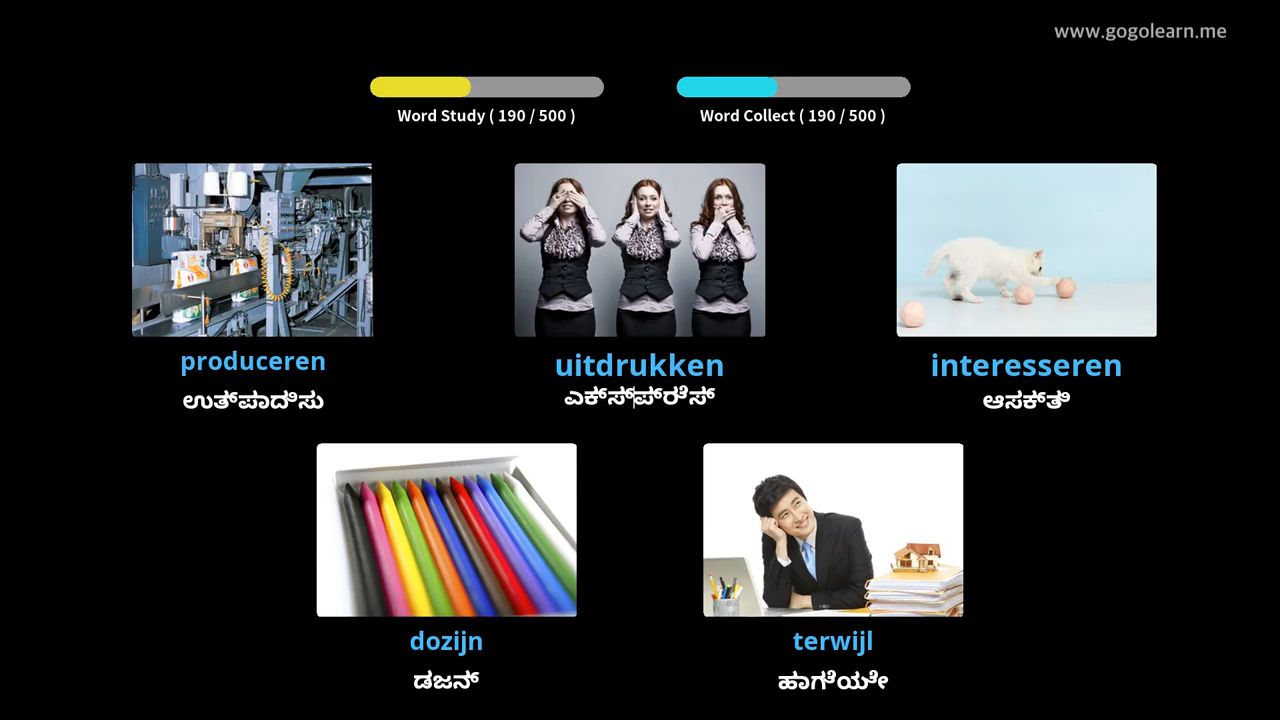 www.gogolearn.me
Word Study ( 190 / 500 )
Word Collect ( 190 / 500 )
produceren
ಉತ್ಪಾದಿಸು
uitdrukken
ಎಕ್ಸ್‌ಪ್ರೆಸ್
interesseren
ಆಸಕ್ತಿ
dozijn
ಡಜನ್
terwijl
ಹಾಗೆಯೇ